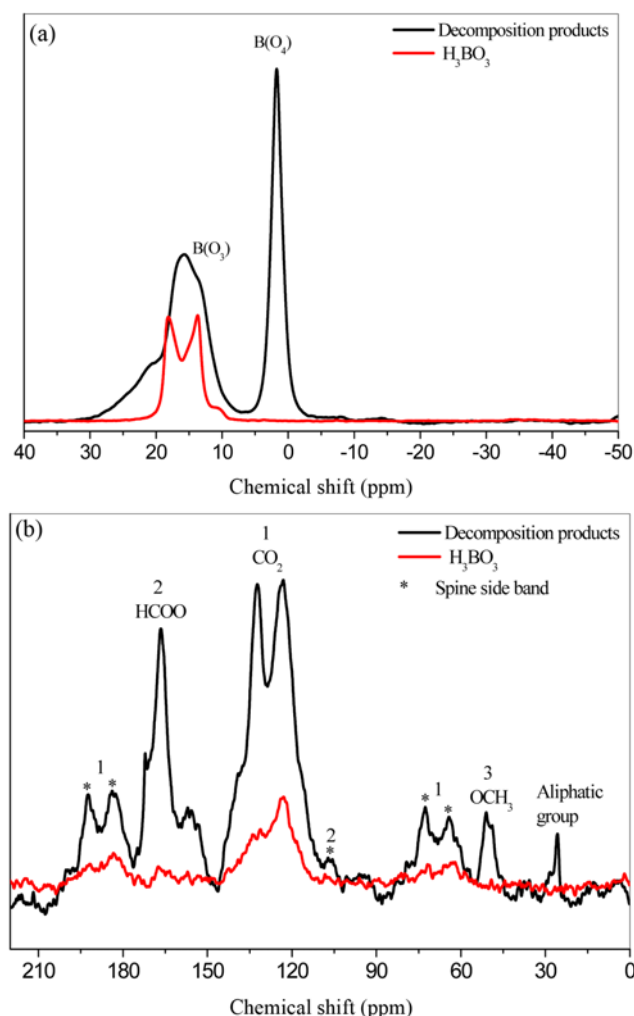 (a)
B(O₄)
Decomposition products
H₃BO₃
B(O₃)
40 30 20 10 0 -10 -20 -30 -40 -50
Chemical shift (ppm)
(b)
1
CO₂
Decomposition products
H₃BO₃
* Spine side band
2
HCOO
1
* *
2
*
1
* *
3
OCH₃
Aliphatic
group
210 180 150 120 90 60 30 0
Chemical shift (ppm)